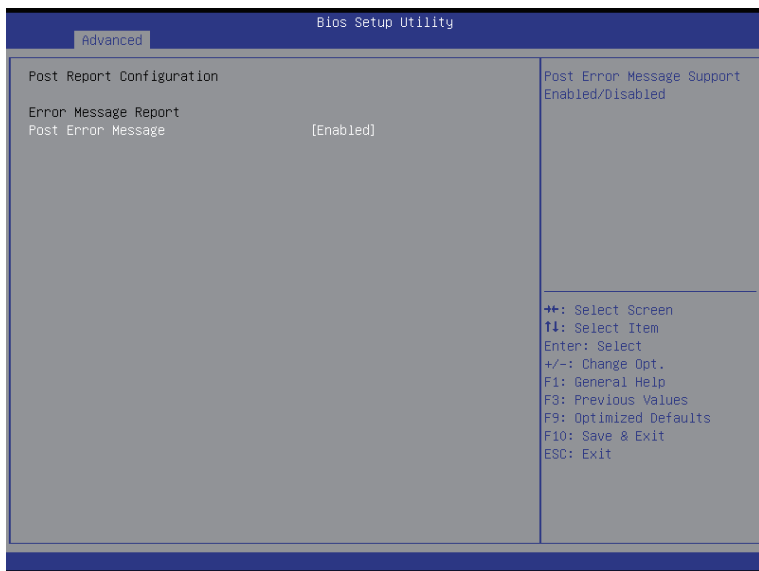 Bios Setup Utility
Advanced
Post Report Configuration
Error Message Report
Post Error Message [Enabled]
Post Error Message Support
Enabled/Disabled
→←: Select Screen
↑↓: Select Item
Enter: Select
+/-: Change Opt.
F1: General Help
F3: Previous Values
F9: Optimized Defaults
F10: Save & Exit
ESC: Exit